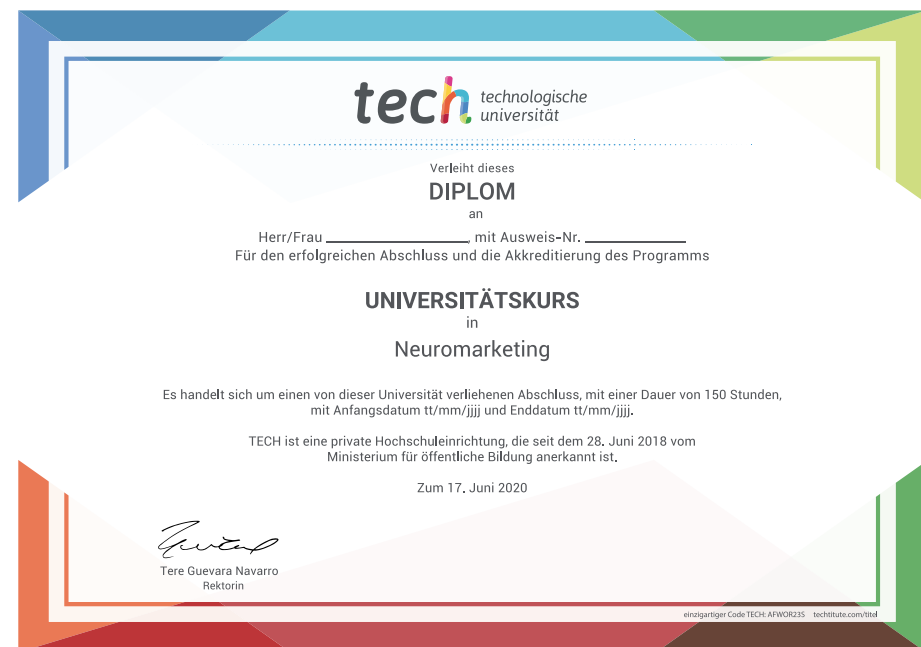 tech technologische
universität
Verleiht dieses
DIPLOM
an
Herr/Frau ____________, mit Ausweis-Nr. ____________
Für den erfolgreichen Abschluss und die Akkreditierung des Programms
UNIVERSITÄTSKURS
in
Neuromarketing
Es handelt sich um einen von dieser Universität verliehenen Abschluss, mit einer Dauer von 150 Stunden,
mit Anfangsdatum tt/mm/jjjj und Enddatum tt/mm/jjjj.
TECH ist eine private Hochschuleinrichtung, die seit dem 28. Juni 2018 vom
Ministerium für öffentliche Bildung anerkannt ist.
Zum 17. Juni 2020
Tere Guevara Navarro
Rektorin
einzigartiger Code TECH: AFWOR23S techtitute.com/titel